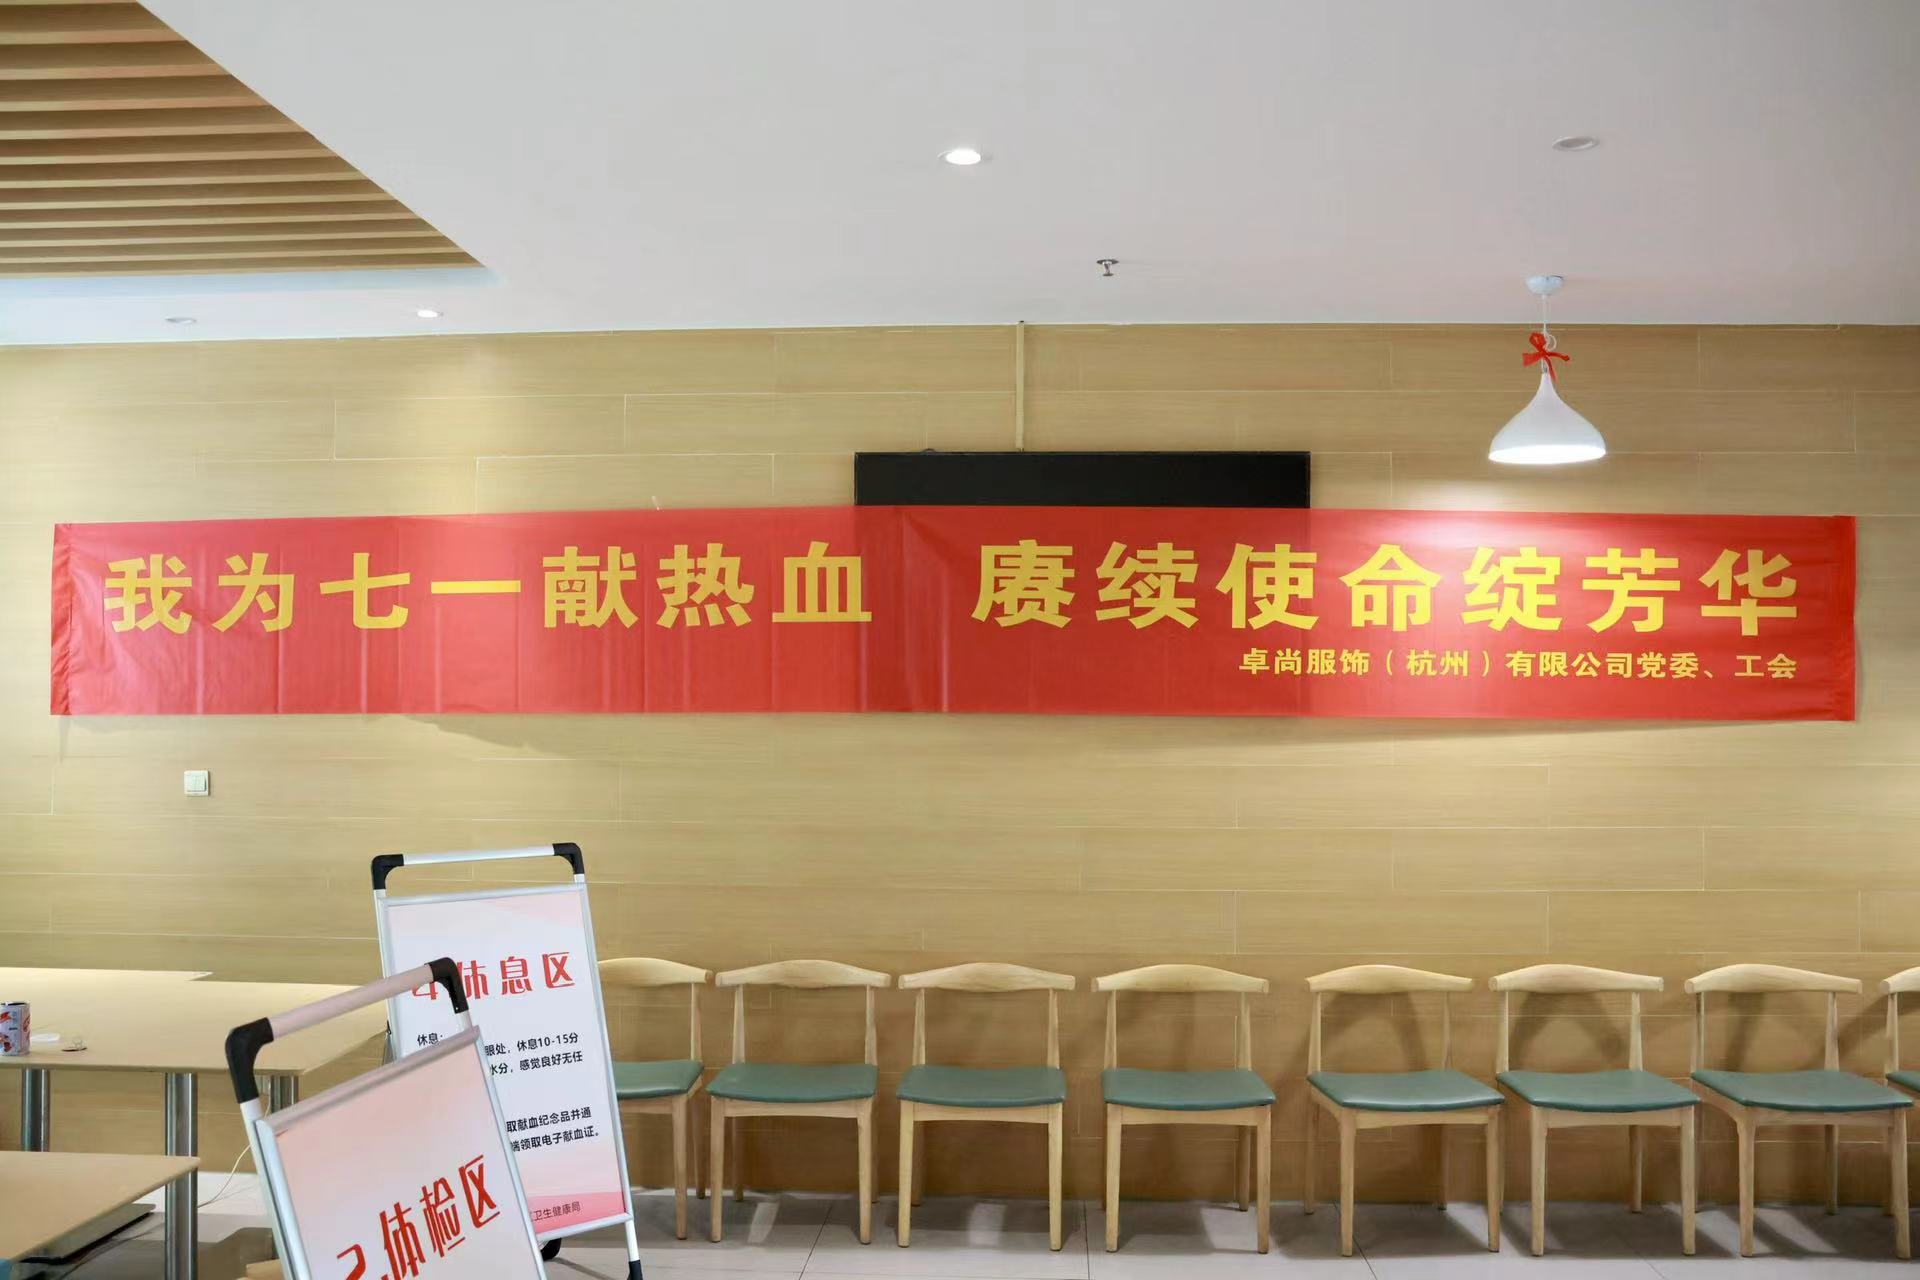 我为七一献热血 赓续使命绽芳华
卓尚服饰（杭州）有限公司党委、工会
4.休息区
休息：
眼处，休息10-15分
水分，感觉良好无任
取献血纪念品并通
领取电子献血证。
卫生健康局
2.体检区